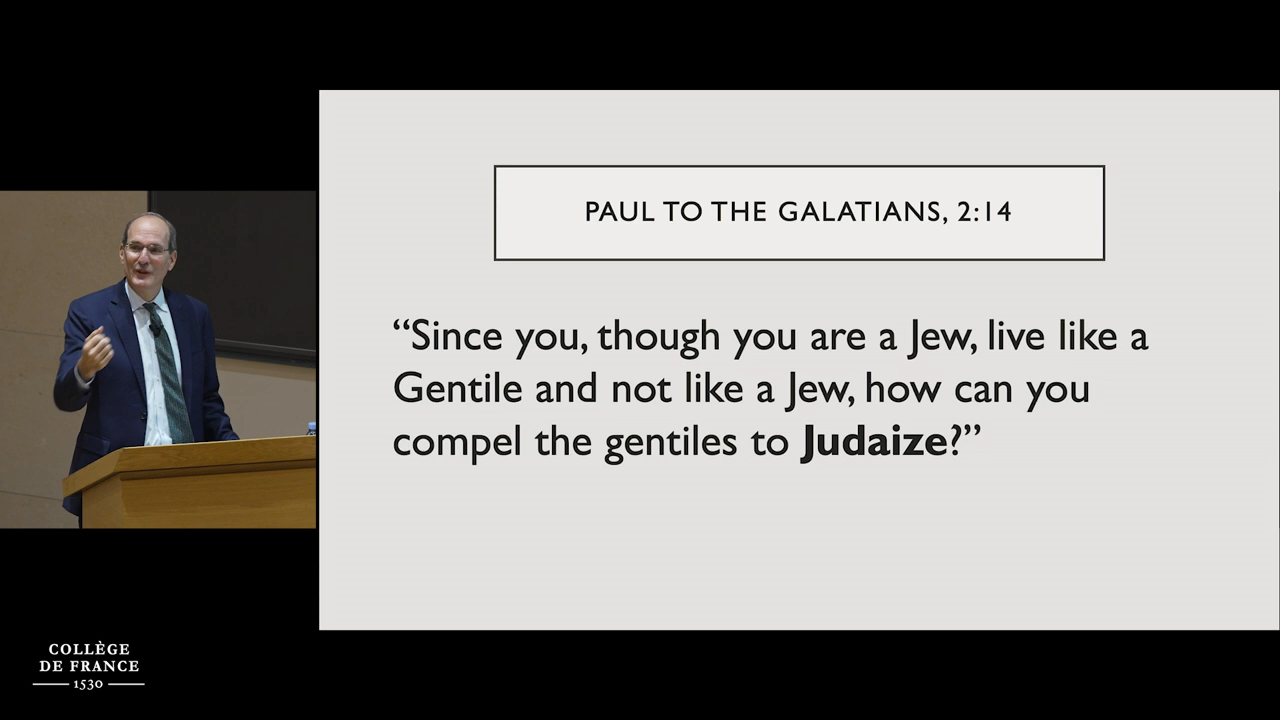 PAUL TO THE GALATIANS, 2:14
“Since you, though you are a Jew, live like a
Gentile and not like a Jew, how can you
compel the gentiles to Judaize?”
COLLÈGE
DE FRANCE
1530